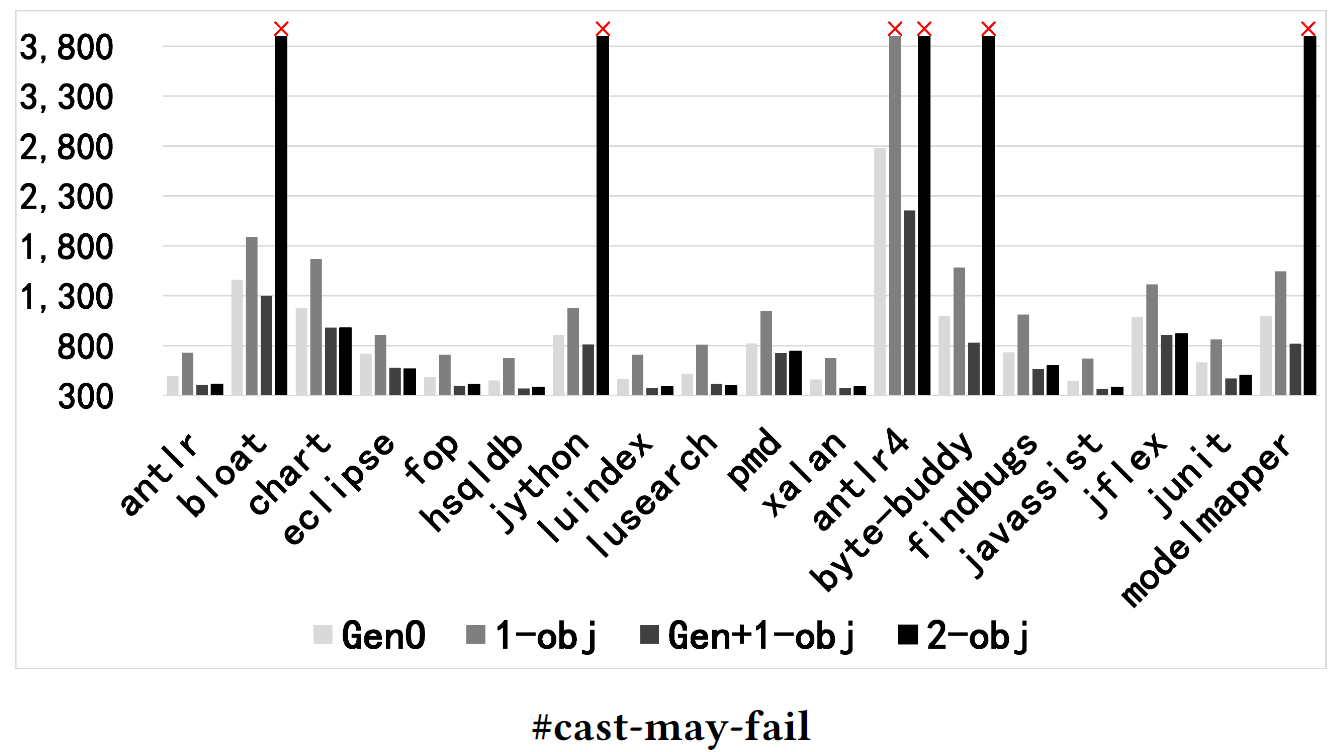 3,800
3,300
2,800
2,300
1,800
1,300
800
300
antlr
bloat
chart
eclipse
fop
hsqldb
jython
luindex
lusearch
pmd
xalan
antlr4
byte-buddy
findbugs
javassist
jflex
junit
modelmapper
Gen0 1-obj Gen+1-obj 2-obj
#cast-may-fail